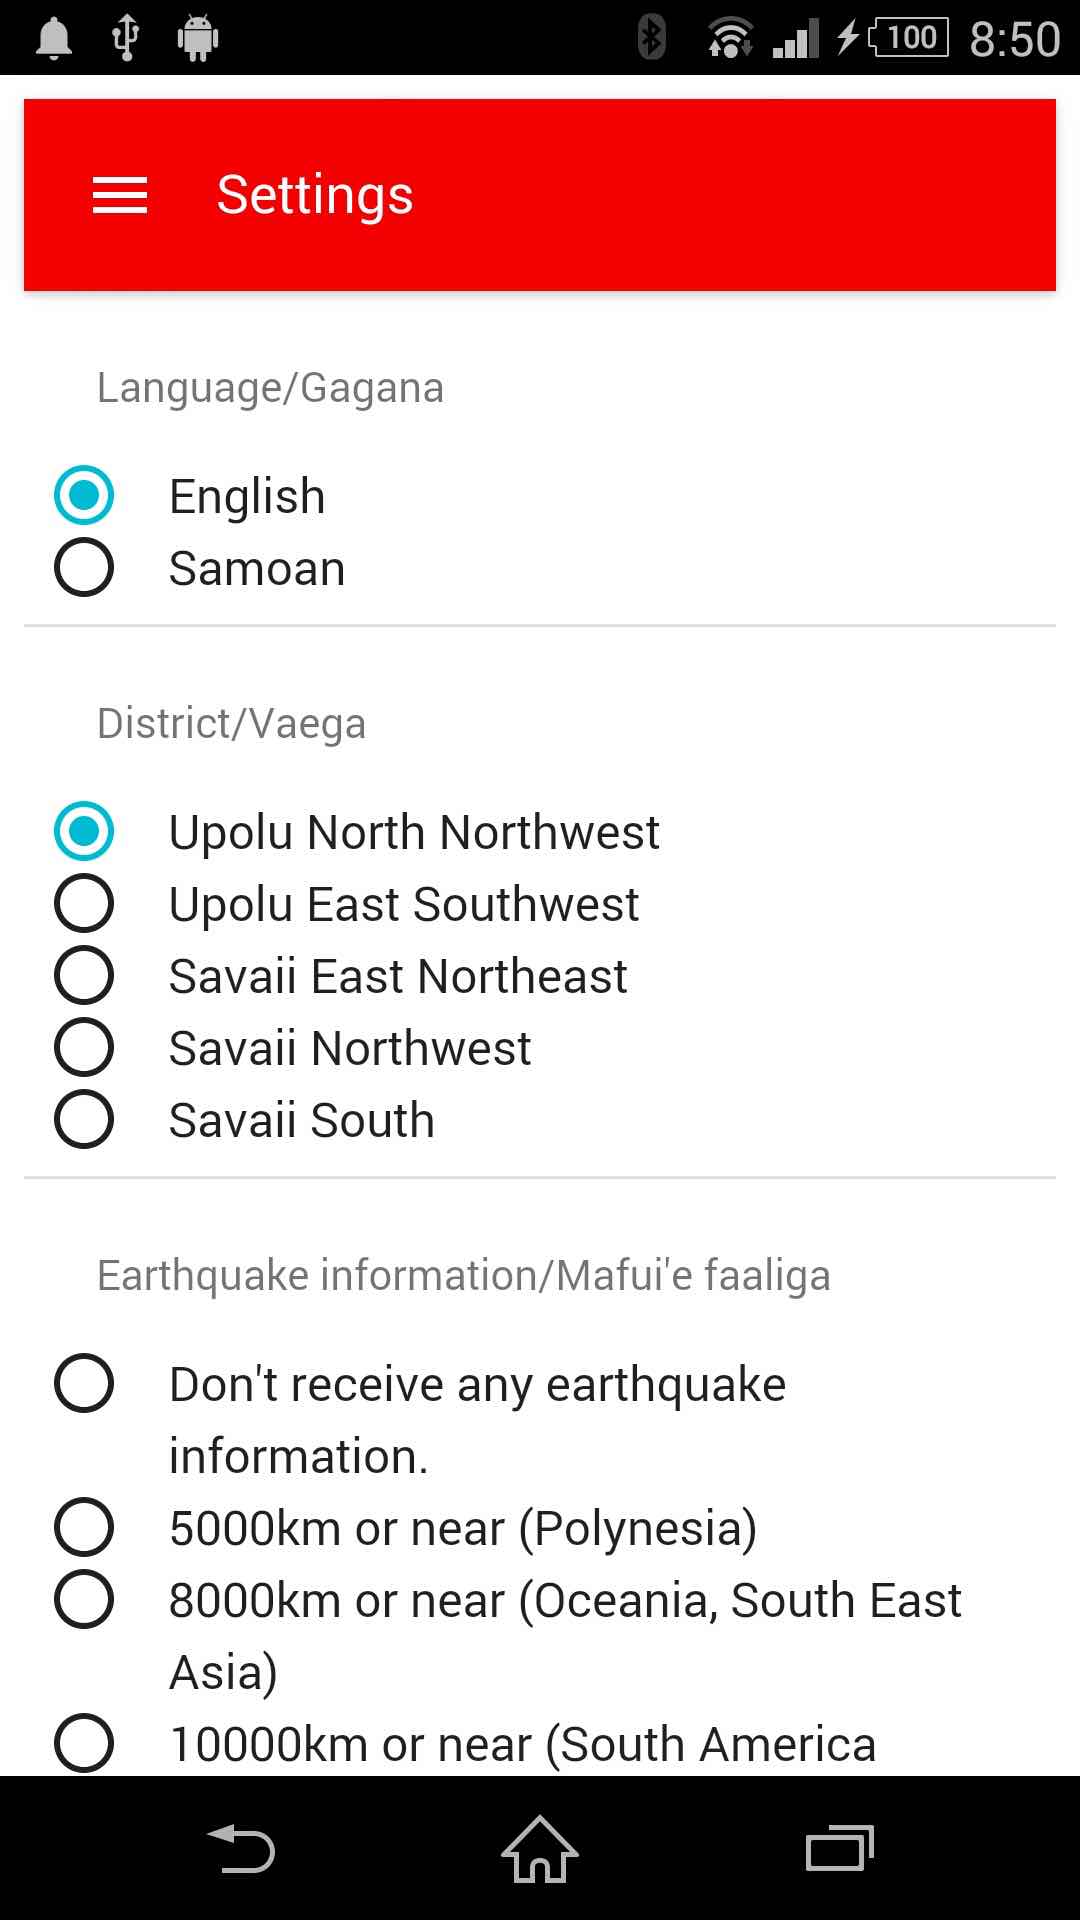 100 8:50
Settings
Language/Gagana
English
Samoan
District/Vaega
Upolu North Northwest
Upolu East Southwest
Savaii East Northeast
Savaii Northwest
Savaii South
Earthquake information/Mafui'e faaliga
Don't receive any earthquake
information.
5000km or near (Polynesia)
8000km or near (Oceania, South East
Asia)
10000km or near (South America